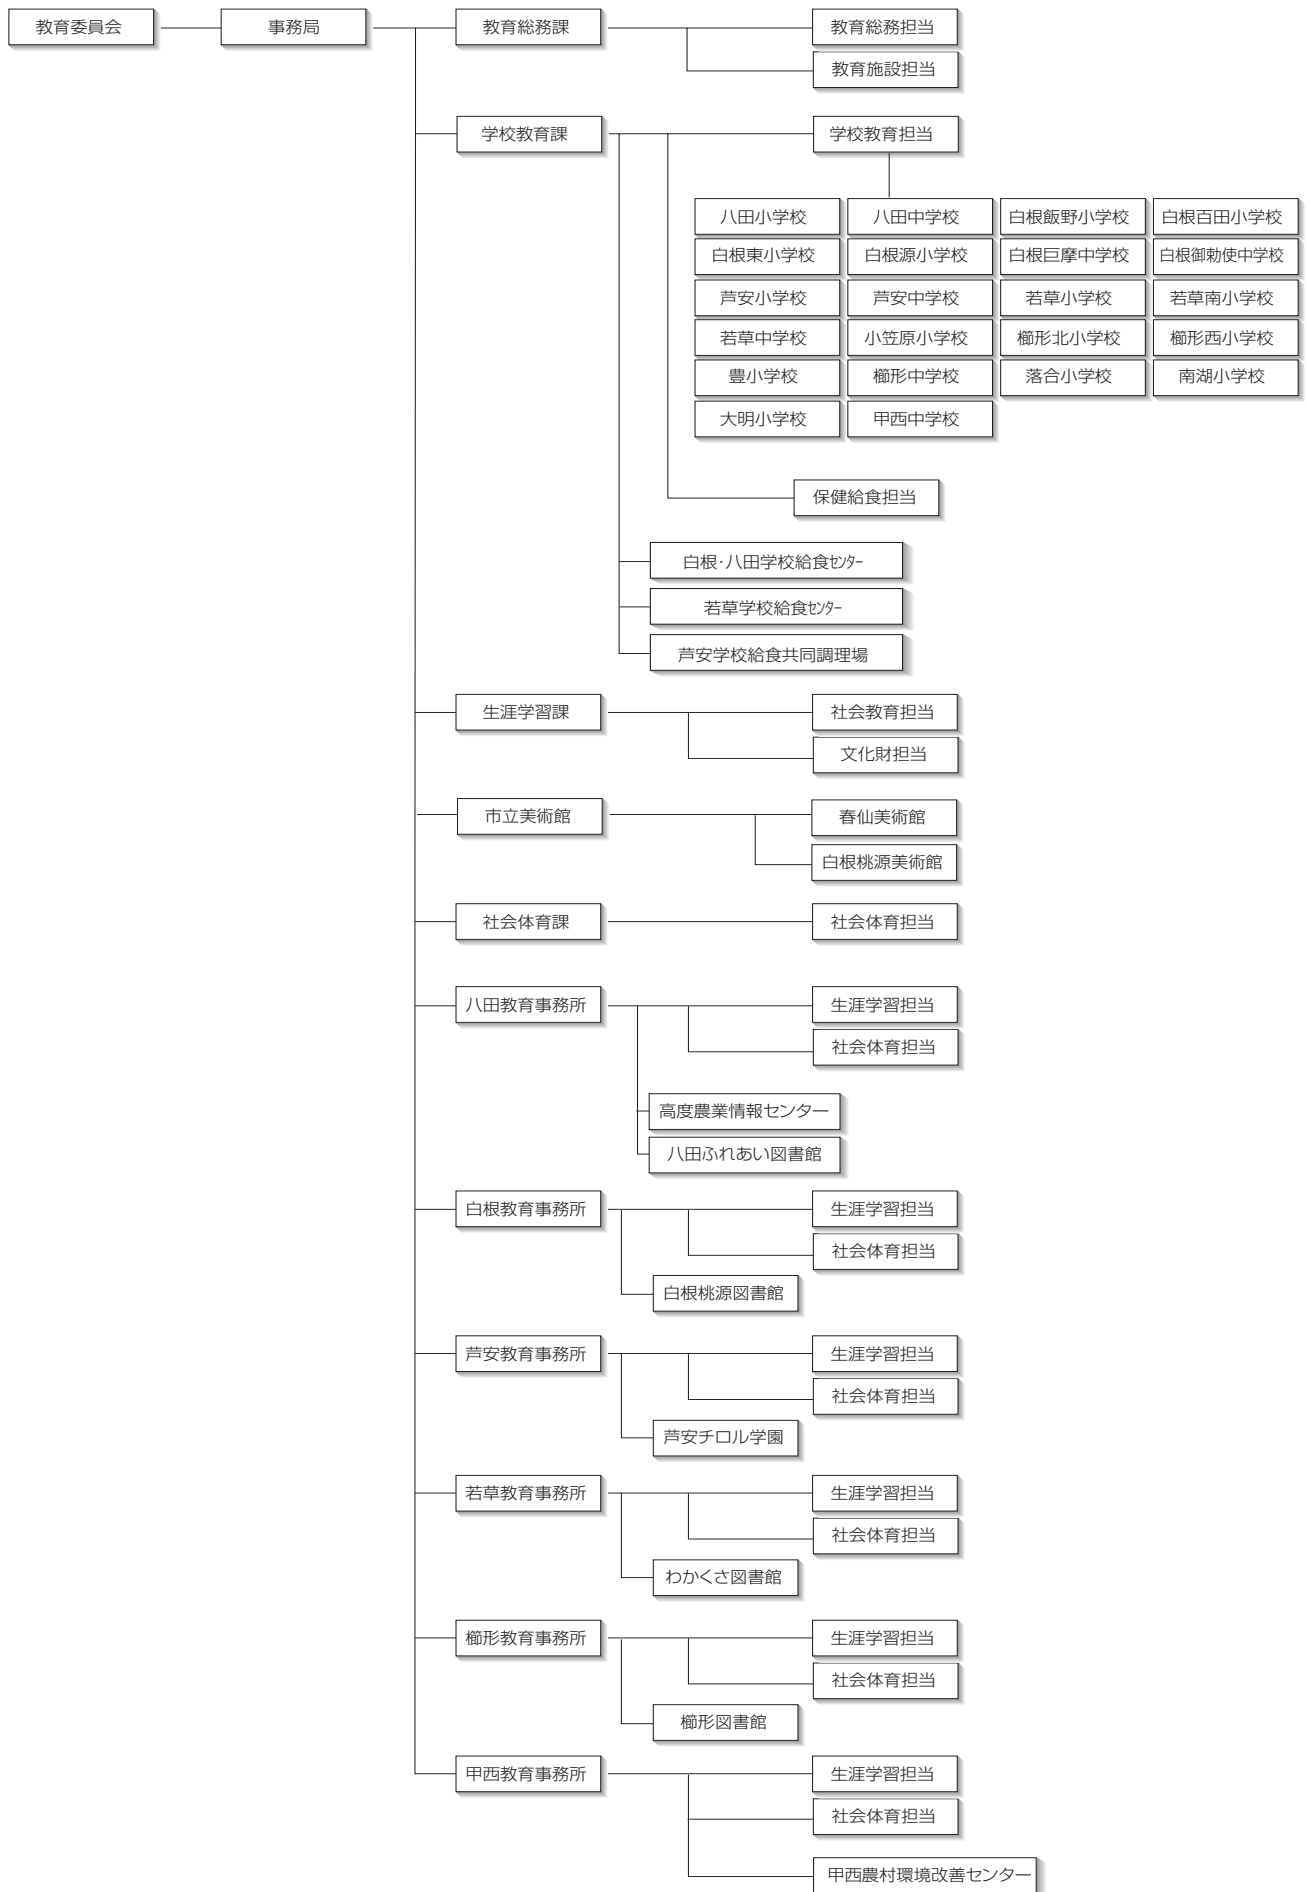 教育委員会
事務局
教育総務課
教育総務担当
教育施設担当
学校教育課
学校教育担当
八田小学校
八田中学校
白根飯野小学校
白根百田小学校
白根東小学校
白根源小学校
白根巨摩中学校
白根御勅使中学校
芦安小学校
芦安中学校
若草小学校
若草南小学校
若草中学校
小笠原小学校
櫛形北小学校
櫛形西小学校
豊小学校
櫛形中学校
落合小学校
南湖小学校
大明小学校
甲西中学校
保健給食担当
白根・八田学校給食センター
若草学校給食センター
芦安学校給食共同調理場
生涯学習課
社会教育担当
文化財担当
市立美術館
春仙美術館
白根桃源美術館
社会体育課
社会体育担当
八田教育事務所
生涯学習担当
社会体育担当
高度農業情報センター
八田ふれあい図書館
白根教育事務所
生涯学習担当
社会体育担当
白根桃源図書館
芦安教育事務所
生涯学習担当
社会体育担当
芦安チロル学園
若草教育事務所
生涯学習担当
社会体育担当
わかくさ図書館
櫛形教育事務所
生涯学習担当
社会体育担当
櫛形図書館
甲西教育事務所
生涯学習担当
社会体育担当
甲西農村環境改善センター